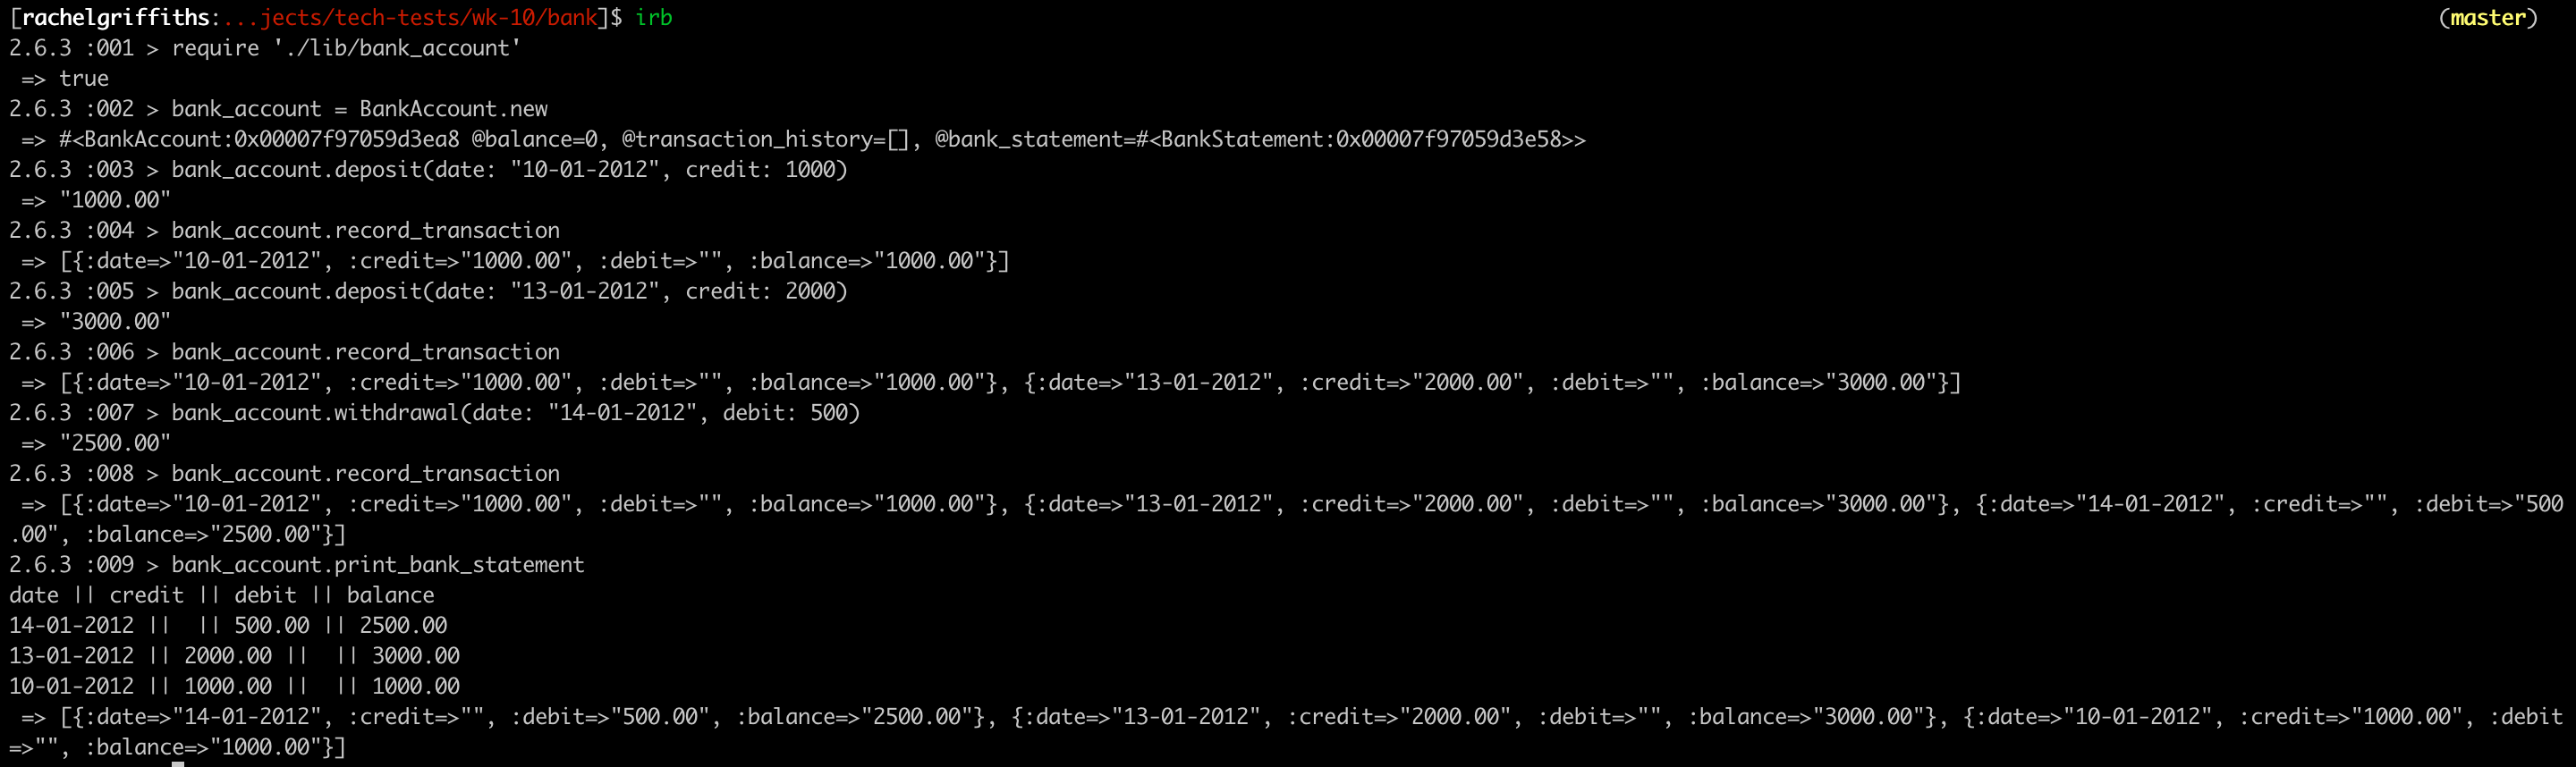 [rachelgriffiths:...jects/tech-tests/wk-10/bank]$ irb (master)
2.6.3 :001 > require './lib/bank_account'
 => true
2.6.3 :002 > bank_account = BankAccount.new
 => #<BankAccount:0x00007f97059d3ea8 @balance=0, @transaction_history=[], @bank_statement=#<BankStatement:0x00007f97059d3e58>>
2.6.3 :003 > bank_account.deposit(date: "10-01-2012", credit: 1000)
 => "1000.00"
2.6.3 :004 > bank_account.record_transaction
 => [{:date=>"10-01-2012", :credit=>"1000.00", :debit=>"", :balance=>"1000.00"}]
2.6.3 :005 > bank_account.deposit(date: "13-01-2012", credit: 2000)
 => "3000.00"
2.6.3 :006 > bank_account.record_transaction
 => [{:date=>"10-01-2012", :credit=>"1000.00", :debit=>"", :balance=>"1000.00"}, {:date=>"13-01-2012", :credit=>"2000.00", :debit=>"", :balance=>"3000.00"}]
2.6.3 :007 > bank_account.withdrawal(date: "14-01-2012", debit: 500)
 => "2500.00"
2.6.3 :008 > bank_account.record_transaction
 => [{:date=>"10-01-2012", :credit=>"1000.00", :debit=>"", :balance=>"1000.00"}, {:date=>"13-01-2012", :credit=>"2000.00", :debit=>"", :balance=>"3000.00"}, {:date=>"14-01-2012", :credit=>"", :debit=>"500
.00", :balance=>"2500.00"}]
2.6.3 :009 > bank_account.print_bank_statement
date || credit || debit || balance
14-01-2012 ||  || 500.00 || 2500.00
13-01-2012 || 2000.00 ||  || 3000.00
10-01-2012 || 1000.00 ||  || 1000.00
 => [{:date=>"14-01-2012", :credit=>"", :debit=>"500.00", :balance=>"2500.00"}, {:date=>"13-01-2012", :credit=>"2000.00", :debit=>"", :balance=>"3000.00"}, {:date=>"10-01-2012", :credit=>"1000.00", :debit
=>"", :balance=>"1000.00"}]